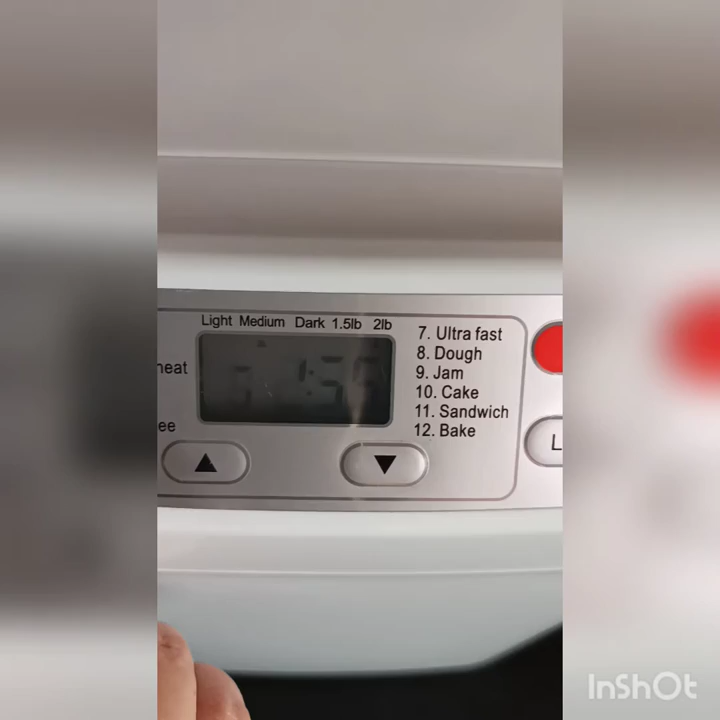 Light Medium Dark 1.5lb 2lb
7. Ultra fast
8. Dough
9. Jam
10. Cake
11. Sandwich
12. Bake
heat
ee
▲ ▼
L
InShOt